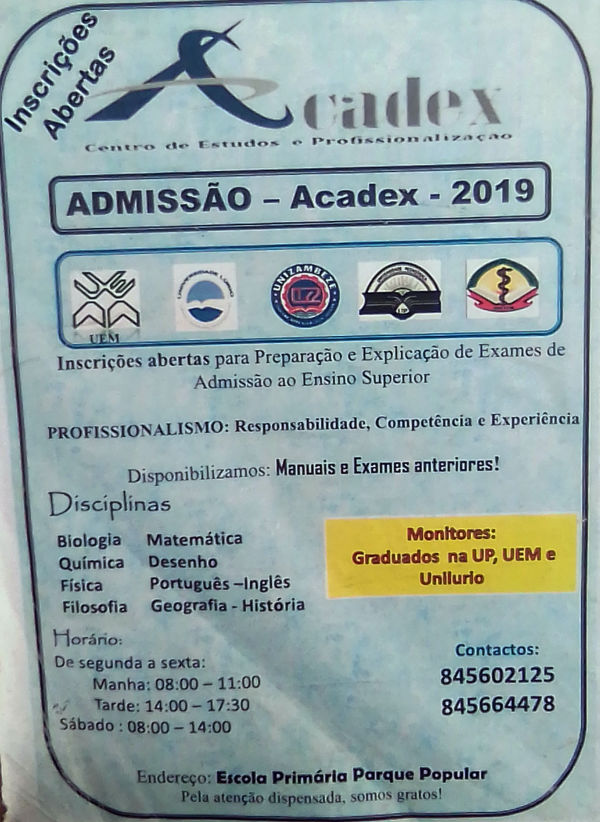 Inscrições
Abertas
Acadex
Centro de Estudos e Profissionalização
ADMISSÃO – Acadex - 2019
UEM
UNIVERSIDADE LÚRIO
UNIZAMBEZE
UZ
UP
Inscrições abertas para Preparação e Explicação de Exames de
Admissão ao Ensino Superior
PROFISSIONALISMO: Responsabilidade, Competência e Experiência
Disponibilizamos: Manuais e Exames anteriores!
Disciplinas
Biologia Matemática
Química Desenho
Física Português –Inglês
Filosofia Geografia - História
Monitores:
Graduados na UP, UEM e
Unilurio
Horário:
De segunda a sexta:
Manha: 08:00 – 11:00
Tarde: 14:00 – 17:30
Sábado : 08:00 – 14:00
Contactos:
845602125
845664478
Endereço: Escola Primária Parque Popular
Pela atenção dispensada, somos gratos!